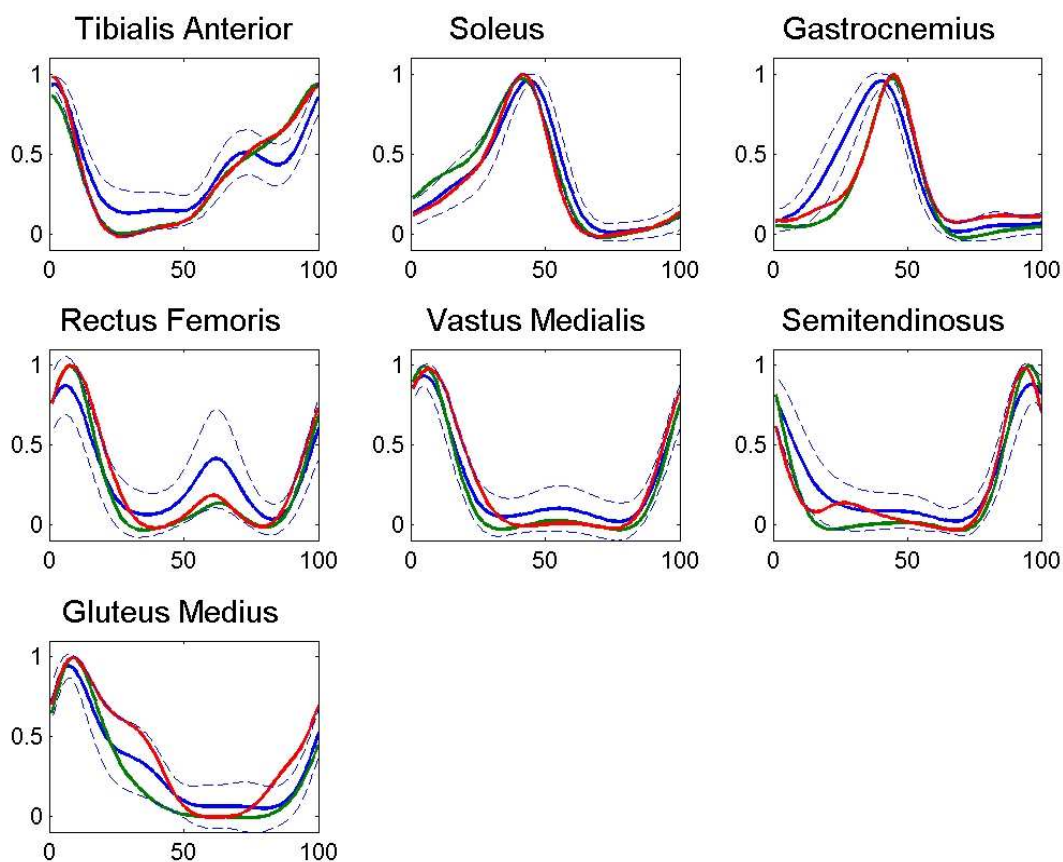 Tibialis Anterior Soleus Gastrocnemius
1 1 1
0.5 0.5 0.5
0 0 0
0 50 100 0 50 100 0 50 100
Rectus Femoris Vastus Medialis Semitendinosus
1 1 1
0.5 0.5 0.5
0 0 0
0 50 100 0 50 100 0 50 100
Gluteus Medius
1
0.5
0
0 50 100